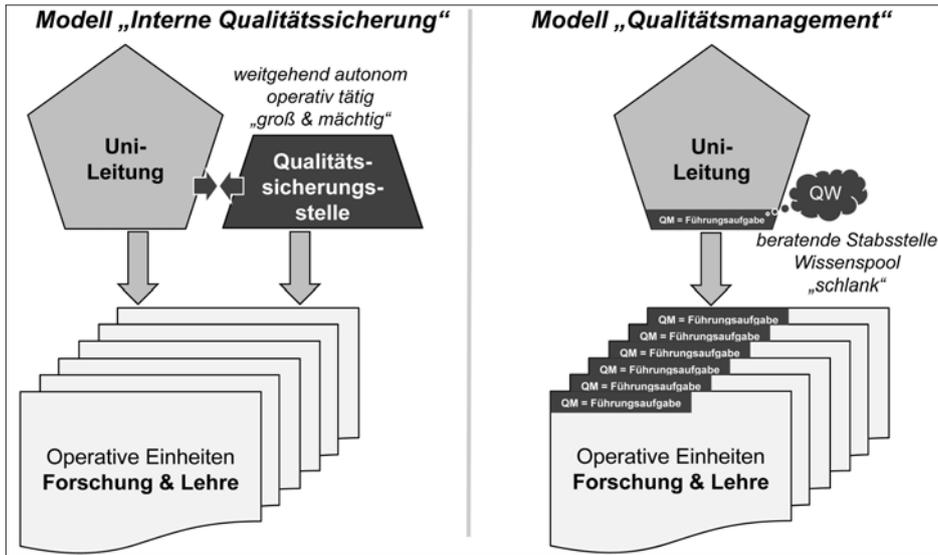 Modell „Interne Qualitätssicherung“
weitgehend autonom
operativ tätig
„groß & mächtig“
Uni-
Leitung
Qualitäts-
sicherungs-
stelle
Operative Einheiten
Forschung & Lehre
Modell „Qualitätsmanagement“
Uni-
Leitung
QM = Führungsaufgabe
QW
beratende Stabsstelle
Wissenspool
„schlank“
QM = Führungsaufgabe
QM = Führungsaufgabe
QM = Führungsaufgabe
QM = Führungsaufgabe
QM = Führungsaufgabe
QM = Führungsaufgabe
Operative Einheiten
Forschung & Lehre